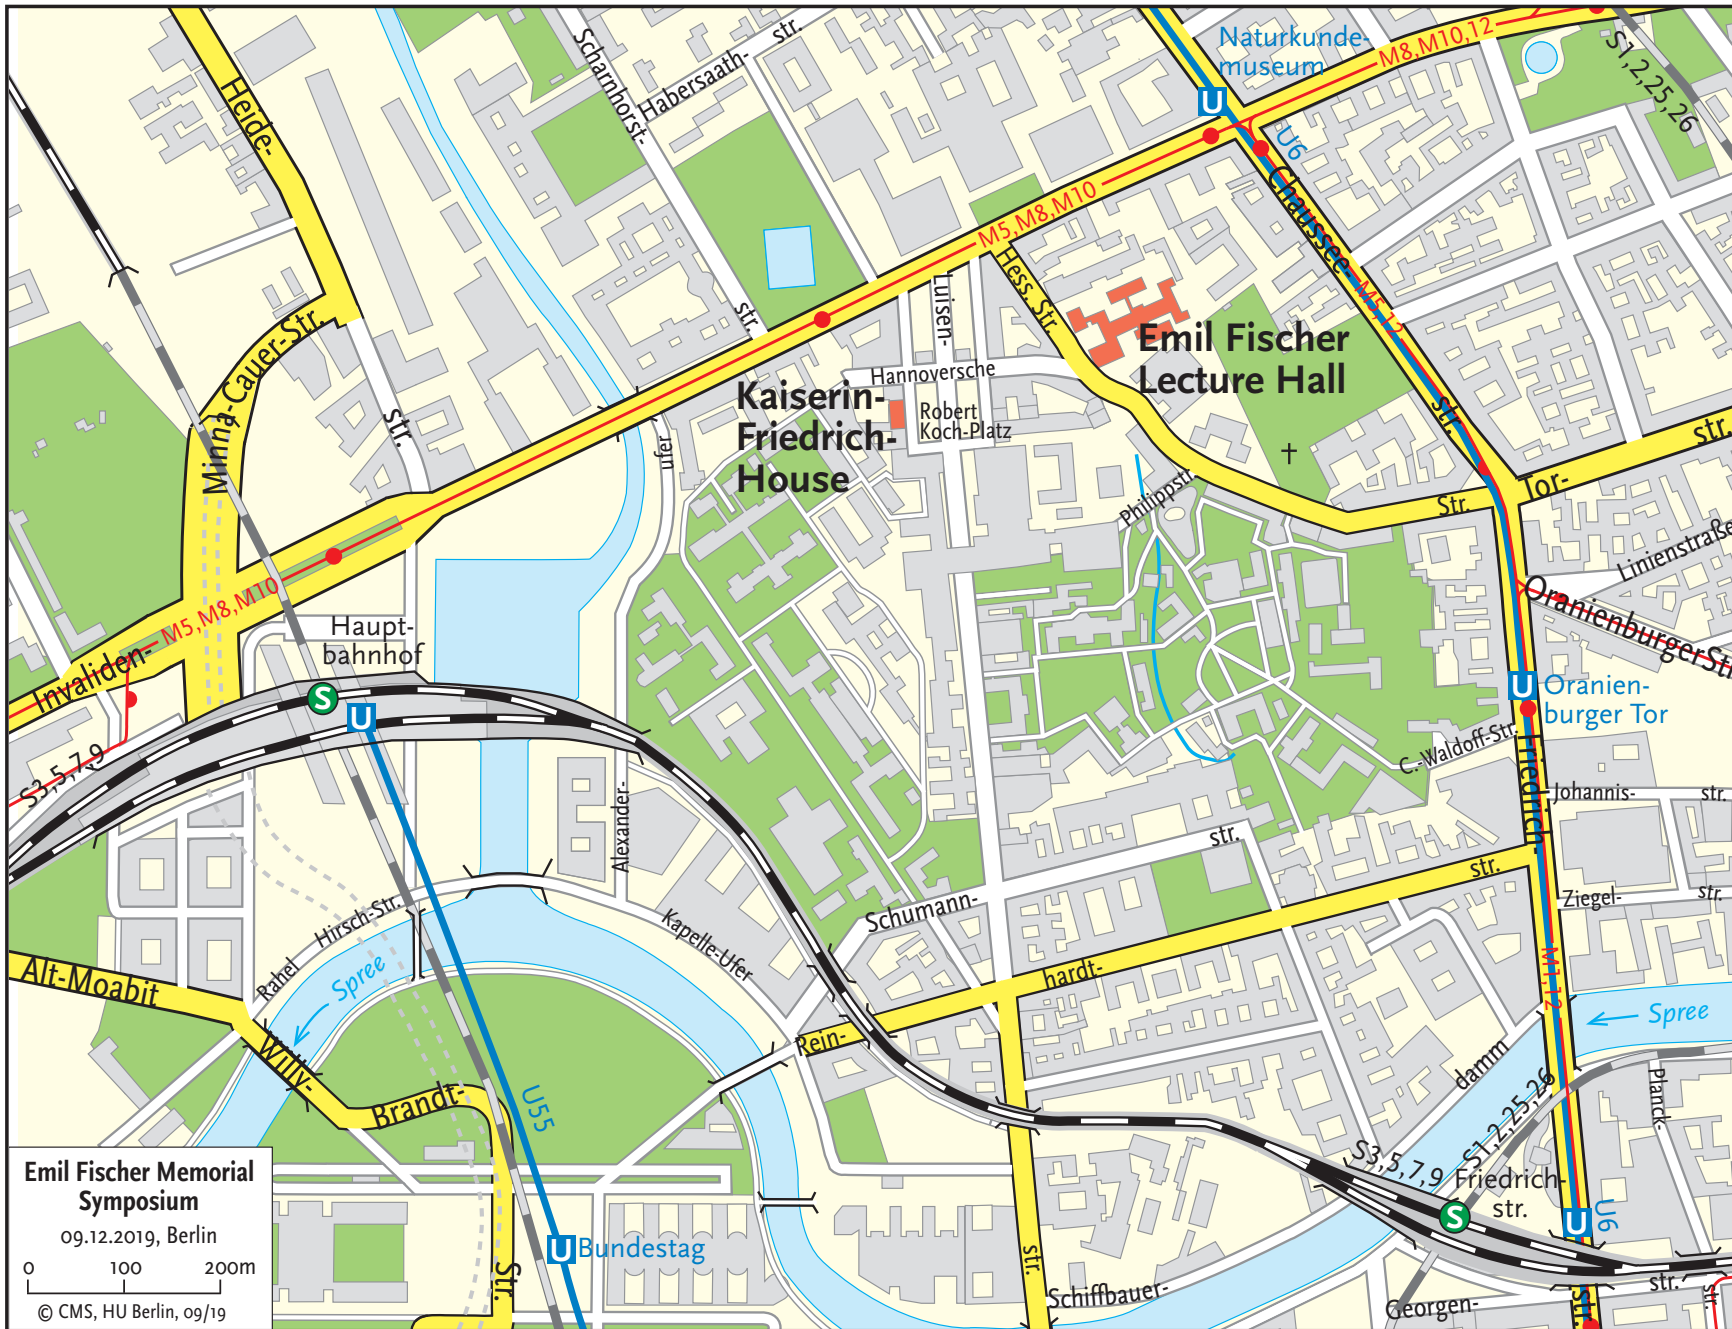 Heide-
Scharnhorst-
Habersaath-
str.
Naturkunde-
museum
U
M8,M10,12
S1,2,25,26
U6
Chaussee-
M5,12
str.
M5,M8,M10
Hess. Str.
Luisen-
str.
Minna-Cauer-Str.
str.
Hannoversche
Robert
Koch-Platz
Kaiserin-
Friedrich-
House
Emil Fischer
Lecture Hall
ufer
Philippstr.
Str.
Tor-
str.
Linienstraße
OranienburgerStr
Invaliden-
M5,M8,M10
Haupt-
bahnhof
S
U
S3,5,7,9
U
Oranien-
burger Tor
C.-Waldoff-Str.
Friedrich-
Johannis-
str.
Alexander-
str.
str.
Ziegel-
str.
Schumann-
Hirsch-Str.
Rahel
Kapelle-Ufer
Spree
Alt-Moabit
Willy-
Brandt-
Str.
U55
Rein-
hardt-
M1,12
Spree
damm
S1,2,25,26
Planck-
S3,5,7,9
Friedrich-
str.
S
U
U6
U
Bundestag
str.
Schiffbauer-
Georgen-
str.
str.
str.
Emil Fischer Memorial
Symposium
09.12.2019, Berlin
0 100 200m
© CMS, HU Berlin, 09/19